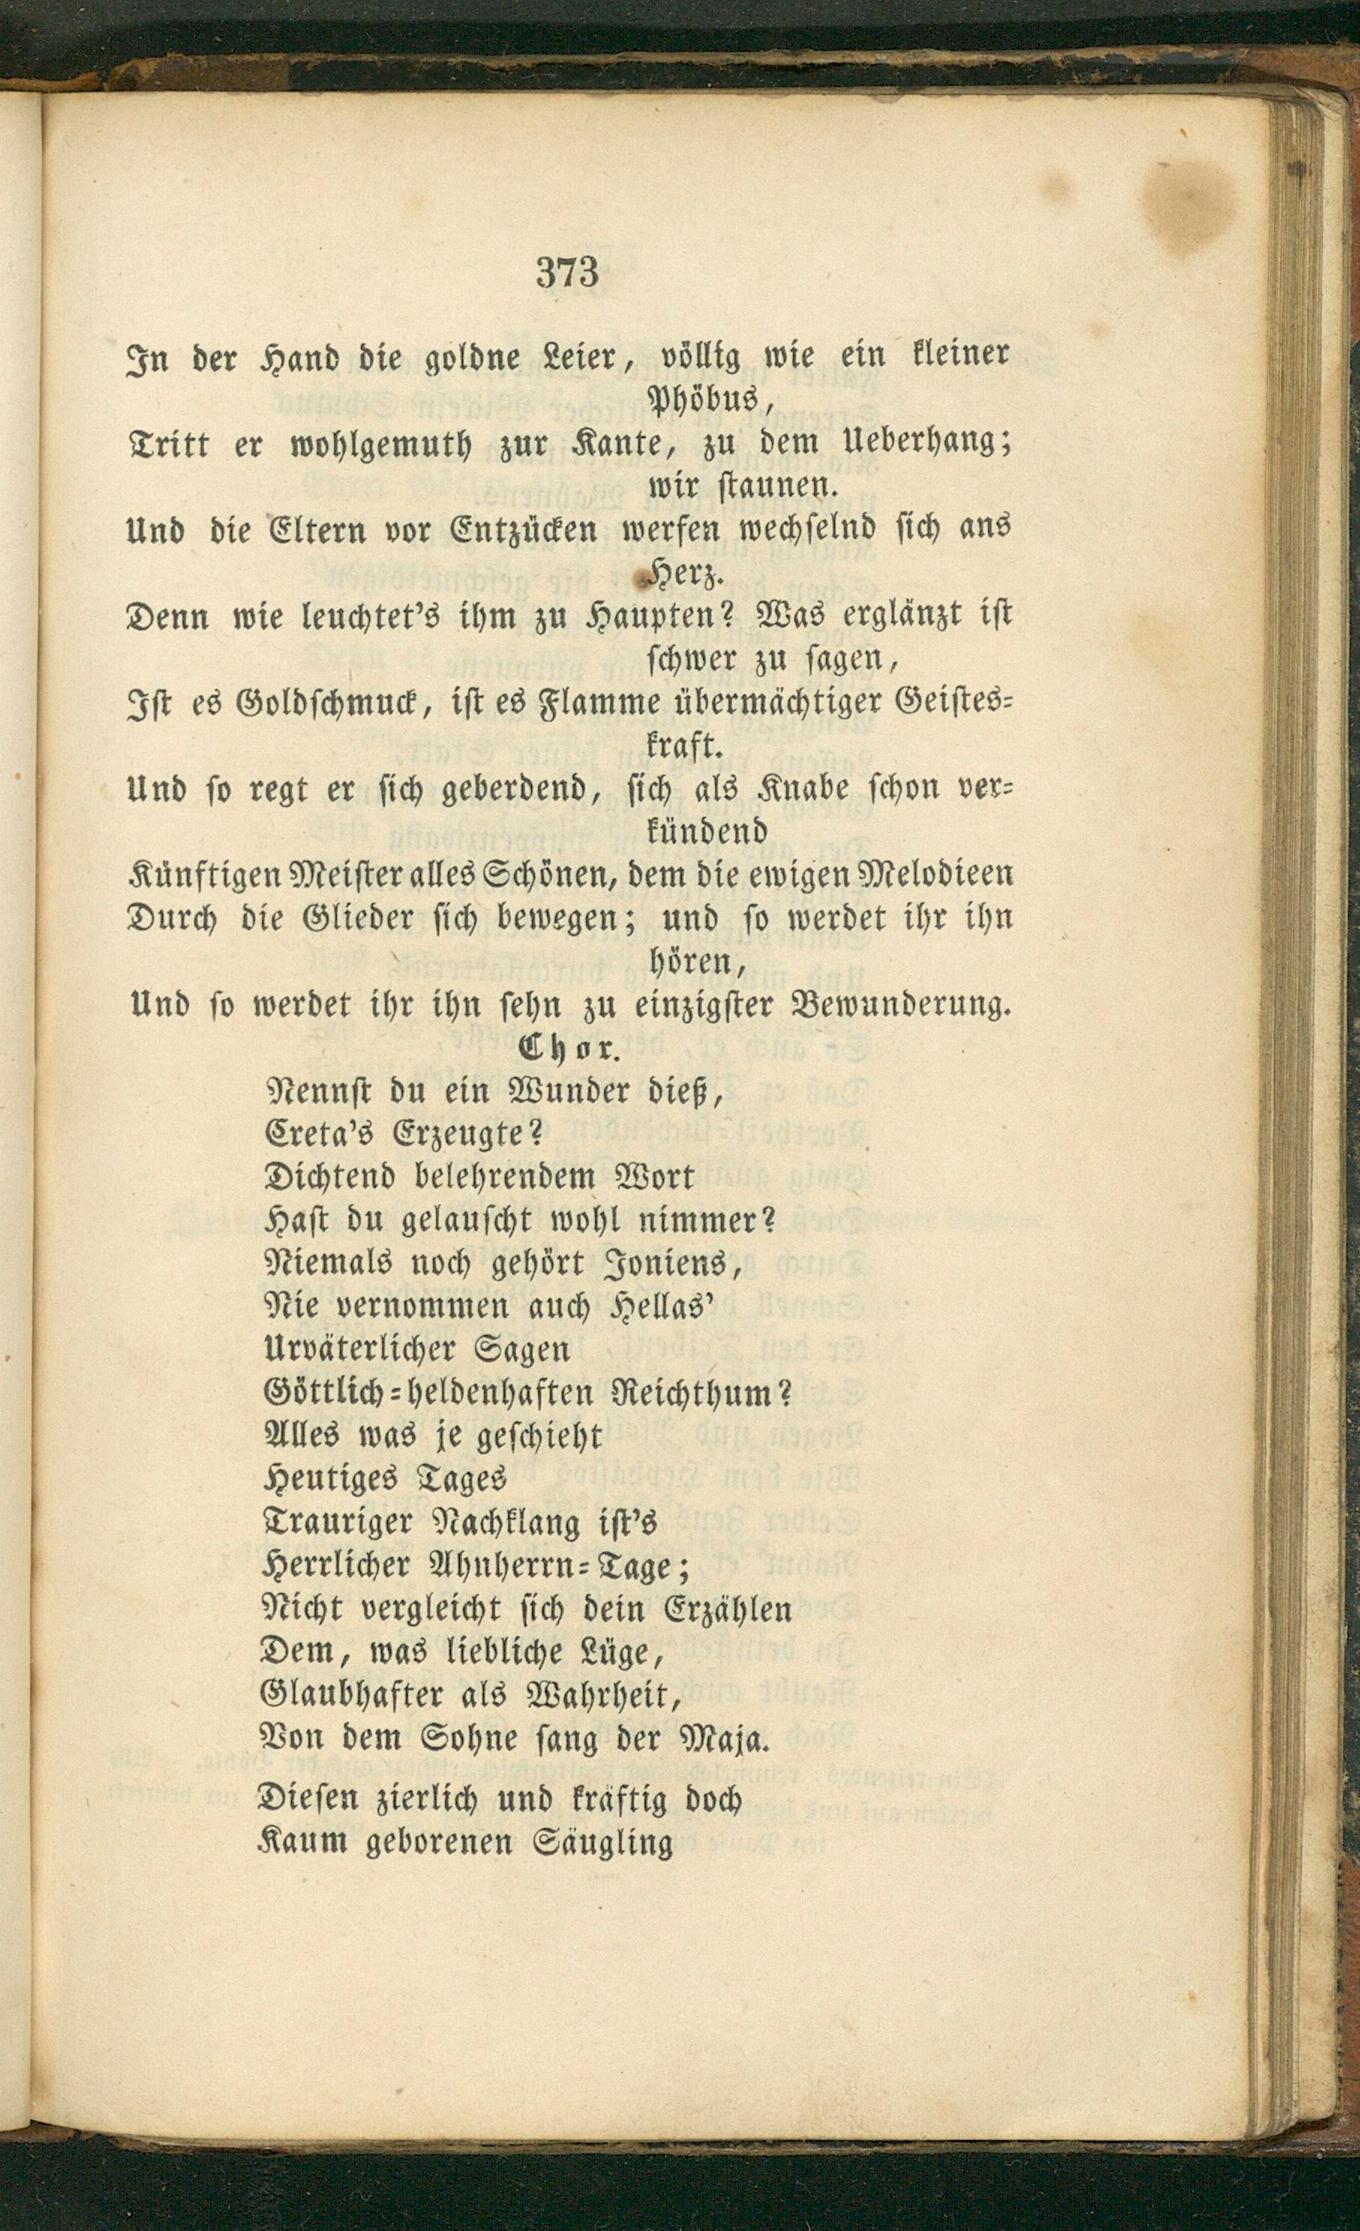 373
In der Hand die goldne Leier, völlig wie ein kleiner
Phöbus,
Tritt er wohlgemuth zur Kante, zu dem Ueberhang;
wir staunen.
Und die Eltern vor Entzücken werfen wechselnd sich ans
Herz.
Denn wie leuchtet's ihm zu Haupten? Was erglänzt ist
schwer zu sagen,
Ist es Goldschmuck, ist es Flamme übermächtiger Geistes-
kraft.
Und so regt er sich geberdend, sich als Knabe schon ver-
kündend
Künftigen Meister alles Schönen, dem die ewigen Melodieen
Durch die Glieder sich bewegen; und so werdet ihr ihn
hören,
Und so werdet ihr ihn sehn zu einzigster Bewunderung.
Chor.
Nennst du ein Wunder dieß,
Creta's Erzeugte?
Dichtend belehrendem Wort
Hast du gelauscht wohl nimmer?
Niemals noch gehört Joniens,
Nie vernommen auch Hellas'
Urväterlicher Sagen
Göttlich-heldenhaften Reichthum?
Alles was je geschieht
Heutiges Tages
Trauriger Nachklang ist's
Herrlicher Ahnherrn-Tage;
Nicht vergleicht sich dein Erzählen
Dem, was liebliche Lüge,
Glaubhafter als Wahrheit,
Von dem Sohne sang der Maja.
Diesen zierlich und kräftig doch
Kaum geborenen Säugling